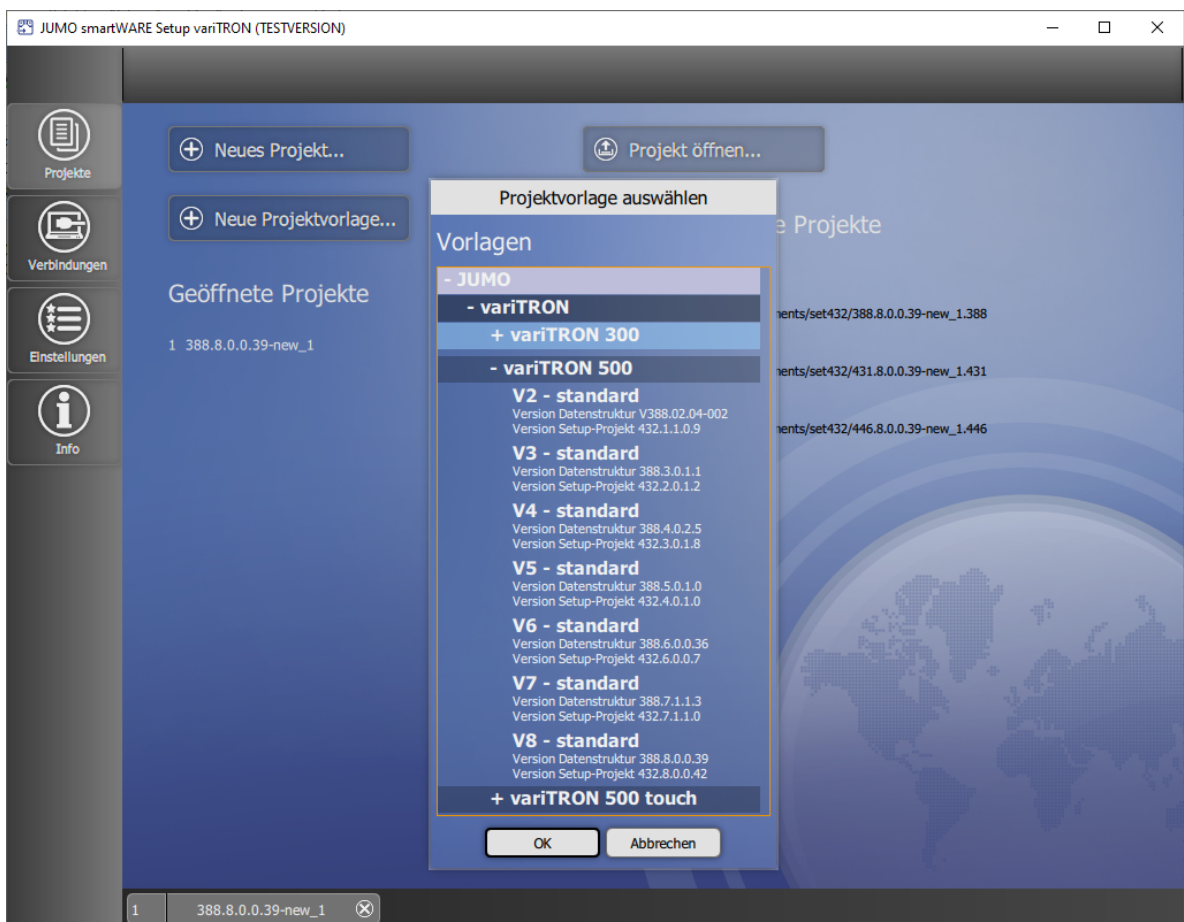 JUMO smartWARE Setup variTRON (TESTVERSION)
Projekte
Verbindungen
Einstellungen
Info
Neues Projekt...
Projekt öffnen...
Neue Projektvorlage...
Geöffnete Projekte
1 388.8.0.0.39-new_1
Projekte
/set432/388.8.0.0.39-new_1.388
/set432/431.8.0.0.39-new_1.431
/set432/446.8.0.0.39-new_1.446
Projektvorlage auswählen
Vorlagen
- JUMO
- variTRON
+ variTRON 300
- variTRON 500
V2 - standard
Version Datenstruktur V388.02.04-002
Version Setup-Projekt 432.1.1.0.9
V3 - standard
Version Datenstruktur 388.3.0.1.1
Version Setup-Projekt 432.2.0.1.2
V4 - standard
Version Datenstruktur 388.4.0.2.5
Version Setup-Projekt 432.3.0.1.8
V5 - standard
Version Datenstruktur 388.5.0.1.0
Version Setup-Projekt 432.4.0.1.0
V6 - standard
Version Datenstruktur 388.6.0.0.36
Version Setup-Projekt 432.6.0.0.7
V7 - standard
Version Datenstruktur 388.7.1.1.3
Version Setup-Projekt 432.7.1.1.0
V8 - standard
Version Datenstruktur 388.8.0.0.39
Version Setup-Projekt 432.8.0.0.42
+ variTRON 500 touch
OK
Abbrechen
1 388.8.0.0.39-new_1